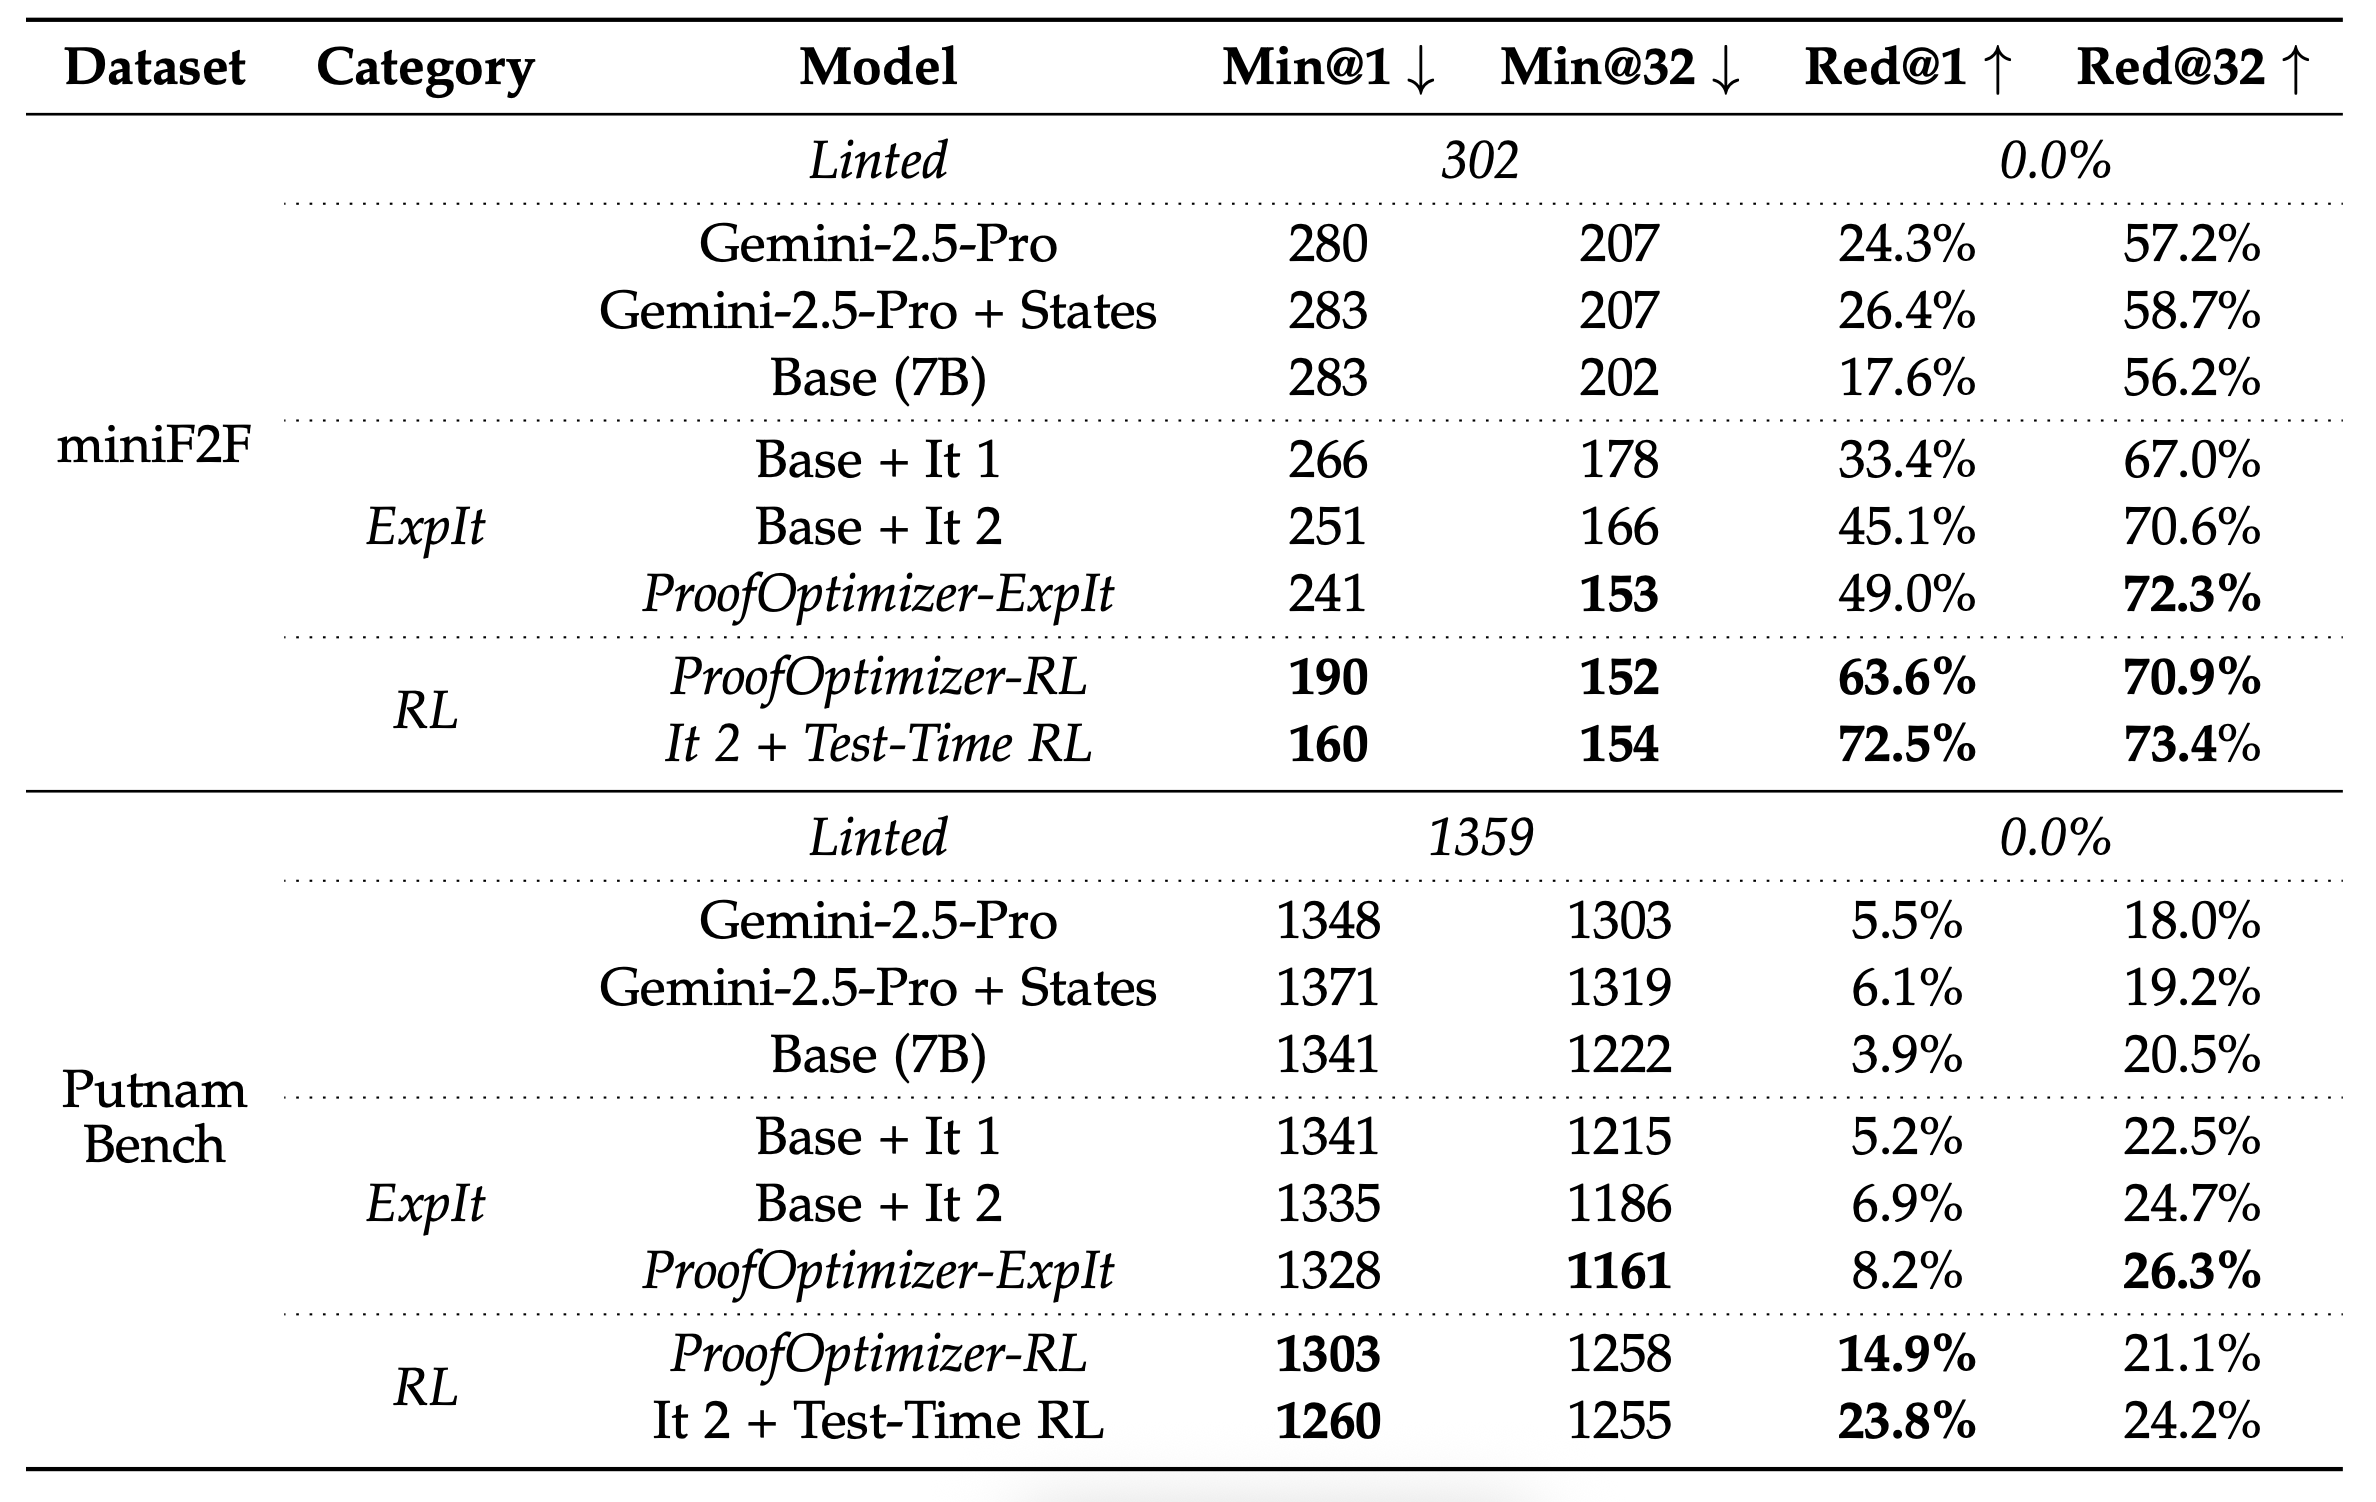 Dataset Category Model Min@1 ↓ Min@32 ↓ Red@1 ↑ Red@32 ↑
Linted 302 0.0%
Gemini-2.5-Pro 280 207 24.3% 57.2%
Gemini-2.5-Pro + States 283 207 26.4% 58.7%
Base (7B) 283 202 17.6% 56.2%
miniF2F
Base + It 1 266 178 33.4% 67.0%
ExpIt Base + It 2 251 166 45.1% 70.6%
ProofOptimizer-ExpIt 241 153 49.0% 72.3%
RL
ProofOptimizer-RL 190 152 63.6% 70.9%
It 2 + Test-Time RL 160 154 72.5% 73.4%
Linted 1359 0.0%
Gemini-2.5-Pro 1348 1303 5.5% 18.0%
Gemini-2.5-Pro + States 1371 1319 6.1% 19.2%
Base (7B) 1341 1222 3.9% 20.5%
Putnam
Bench
Base + It 1 1341 1215 5.2% 22.5%
ExpIt Base + It 2 1335 1186 6.9% 24.7%
ProofOptimizer-ExpIt 1328 1161 8.2% 26.3%
RL
ProofOptimizer-RL 1303 1258 14.9% 21.1%
It 2 + Test-Time RL 1260 1255 23.8% 24.2%